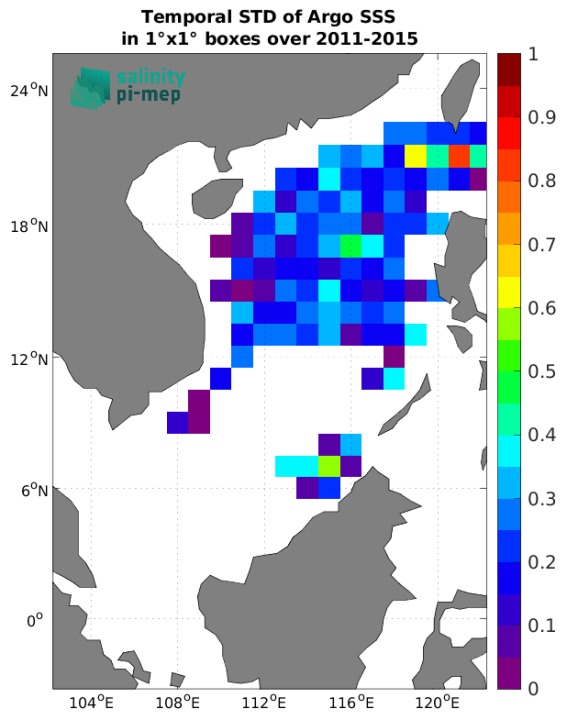 Temporal STD of Argo SSS
in 1°x1° boxes over 2011-2015
salinity
pi-mep
24°N
18°N
12°N
6°N
0°
104°E
108°E
112°E
116°E
120°E
1
0.9
0.8
0.7
0.6
0.5
0.4
0.3
0.2
0.1
0